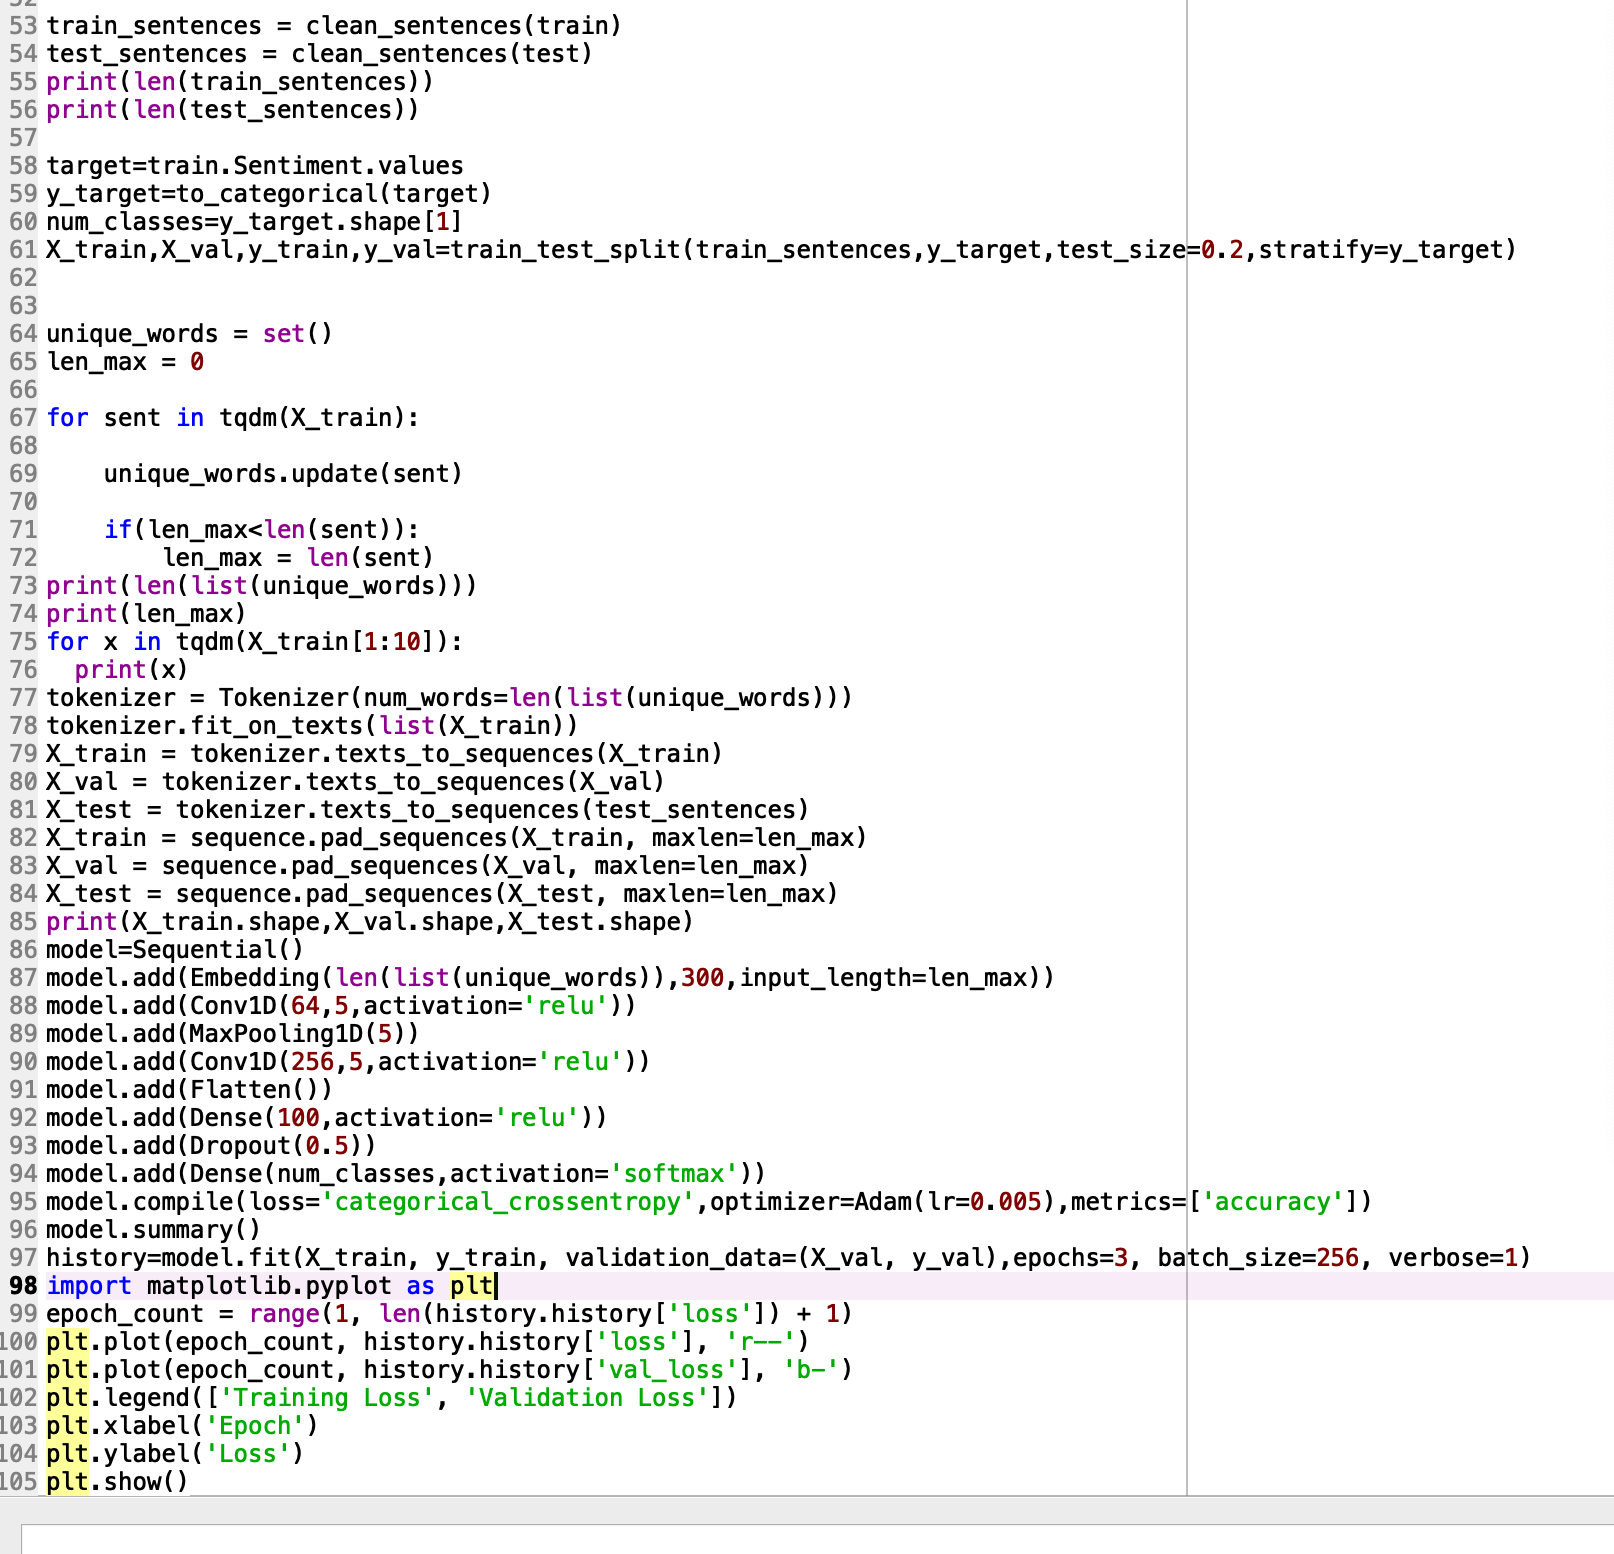 53 train_sentences = clean_sentences(train)
54 test_sentences = clean_sentences(test)
55 print(len(train_sentences))
56 print(len(test_sentences))
57
58 target=train.Sentiment.values
59 y_target=to_categorical(target)
60 num_classes=y_target.shape[1]
61 X_train,X_val,y_train,y_val=train_test_split(train_sentences,y_target,test_size=0.2,stratify=y_target)
62
63
64 unique_words = set()
65 len_max = 0
66
67 for sent in tqdm(X_train):
68
69     unique_words.update(sent)
70
71     if(len_max<len(sent)):
72         len_max = len(sent)
73 print(len(list(unique_words)))
74 print(len_max)
75 for x in tqdm(X_train[1:10]):
76   print(x)
77 tokenizer = Tokenizer(num_words=len(list(unique_words)))
78 tokenizer.fit_on_texts(list(X_train))
79 X_train = tokenizer.texts_to_sequences(X_train)
80 X_val = tokenizer.texts_to_sequences(X_val)
81 X_test = tokenizer.texts_to_sequences(test_sentences)
82 X_train = sequence.pad_sequences(X_train, maxlen=len_max)
83 X_val = sequence.pad_sequences(X_val, maxlen=len_max)
84 X_test = sequence.pad_sequences(X_test, maxlen=len_max)
85 print(X_train.shape,X_val.shape,X_test.shape)
86 model=Sequential()
87 model.add(Embedding(len(list(unique_words)),300,input_length=len_max))
88 model.add(Conv1D(64,5,activation='relu'))
89 model.add(MaxPooling1D(5))
90 model.add(Conv1D(256,5,activation='relu'))
91 model.add(Flatten())
92 model.add(Dense(100,activation='relu'))
93 model.add(Dropout(0.5))
94 model.add(Dense(num_classes,activation='softmax'))
95 model.compile(loss='categorical_crossentropy',optimizer=Adam(lr=0.005),metrics=['accuracy'])
96 model.summary()
97 history=model.fit(X_train, y_train, validation_data=(X_val, y_val),epochs=3, batch_size=256, verbose=1)
98 import matplotlib.pyplot as plt
99 epoch_count = range(1, len(history.history['loss']) + 1)
100 plt.plot(epoch_count, history.history['loss'], 'r--')
101 plt.plot(epoch_count, history.history['val_loss'], 'b-')
102 plt.legend(['Training Loss', 'Validation Loss'])
103 plt.xlabel('Epoch')
104 plt.ylabel('Loss')
105 plt.show()